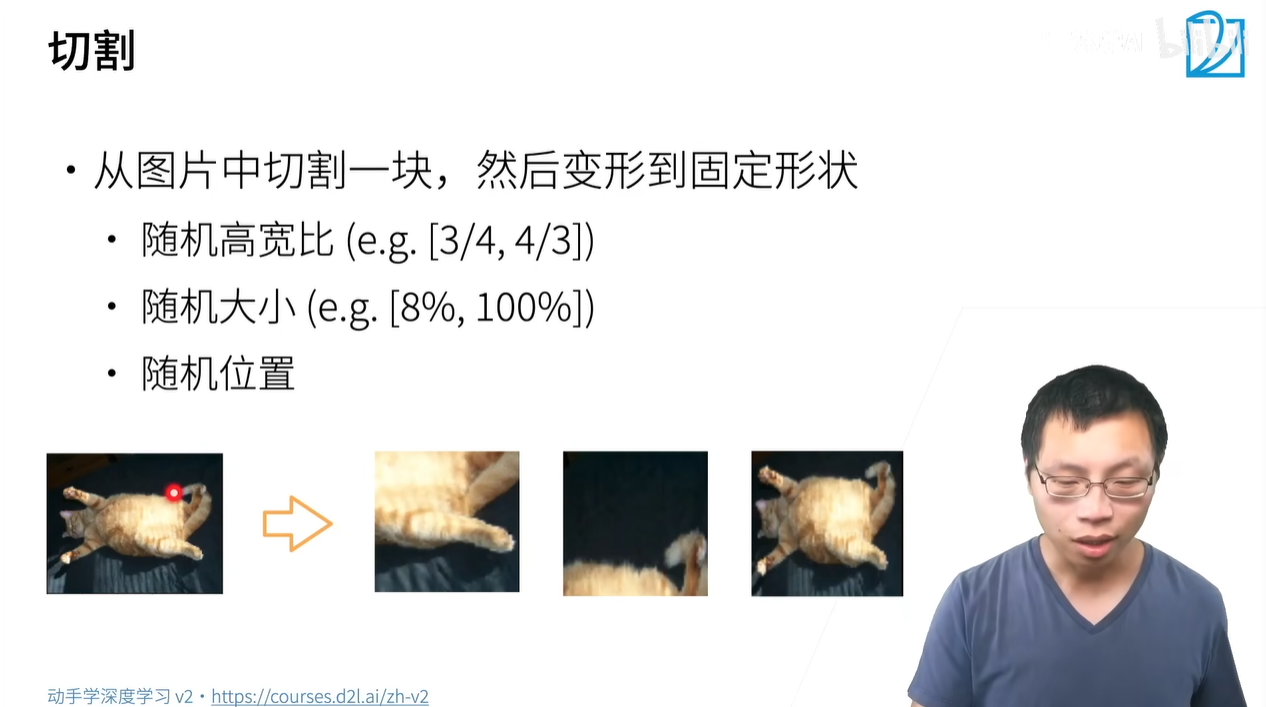 切割
• 从图片中切割一块，然后变形到固定形状
• 随机高宽比 (e.g. [3/4, 4/3])
• 随机大小 (e.g. [8%, 100%])
• 随机位置
动手学深度学习 v2 • https://courses.d2l.ai/zh-v2